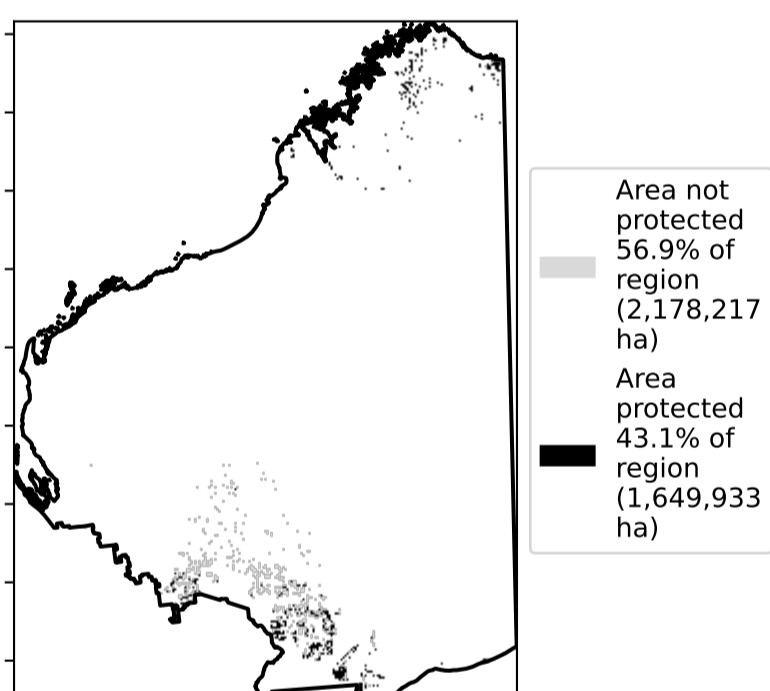 Area not
protected
56.9% of
region
(2,178,217
ha)
Area
protected
43.1% of
region
(1,649,933
ha)